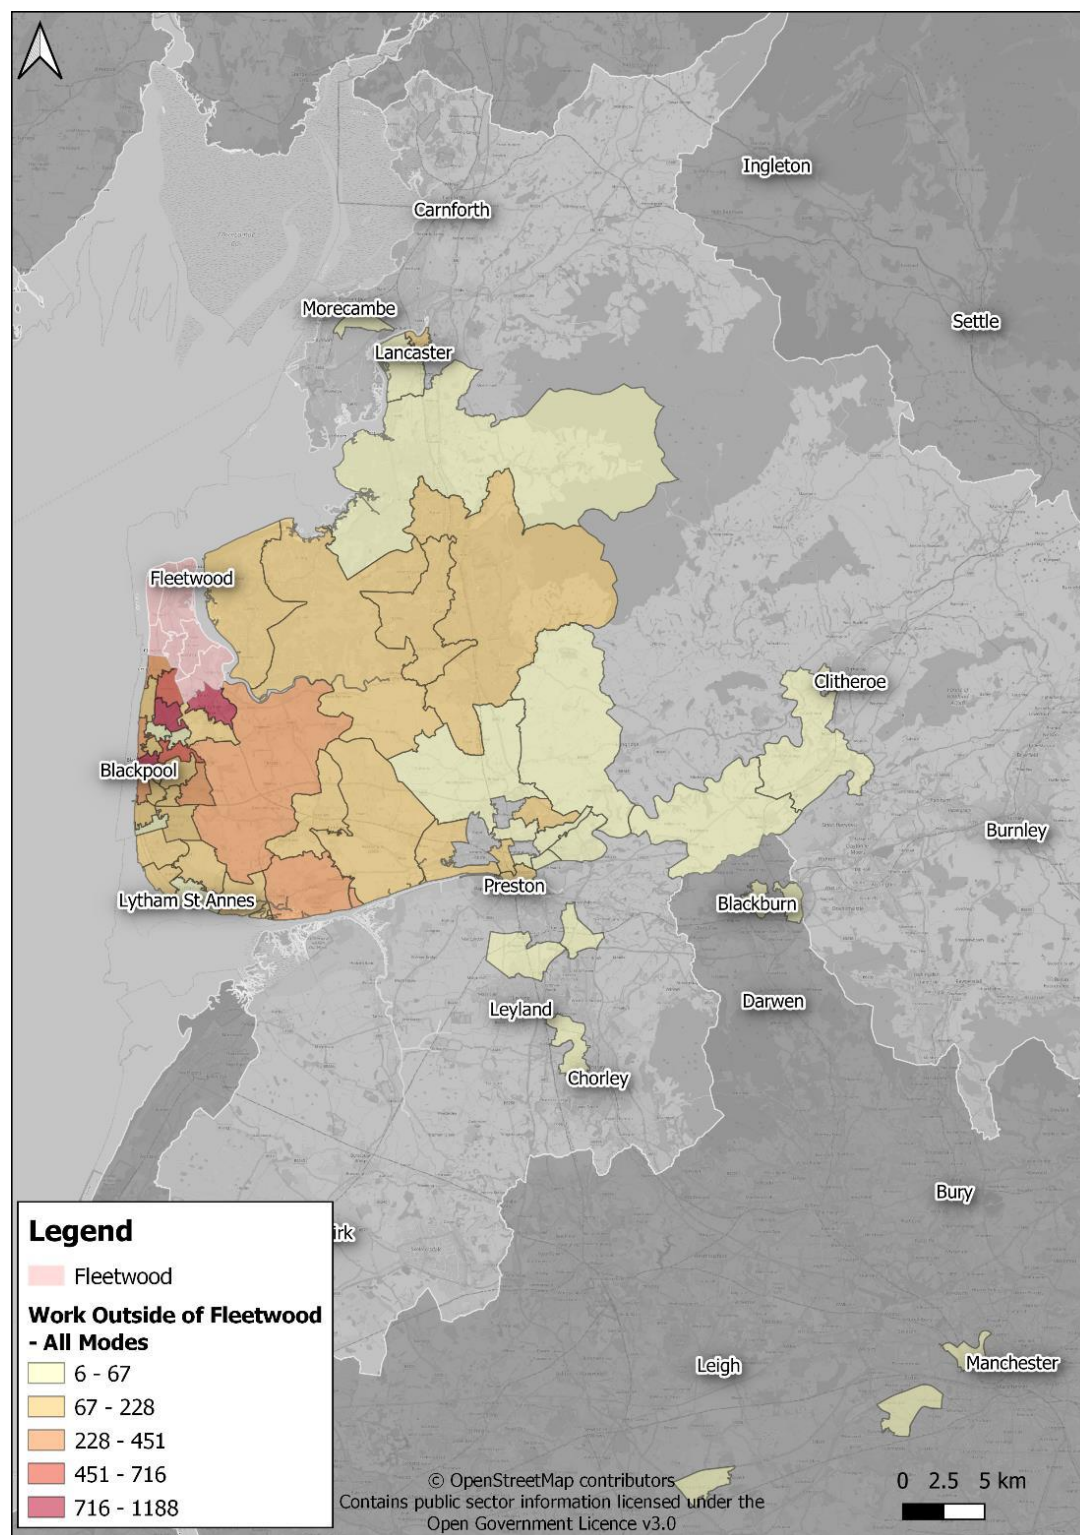 Ingleton
Carnforth
Morecambe
Settle
Lancaster
Fleetwood
Clitheroe
Blackpool
Burnley
Preston
Lytham St Annes
Blackburn
Leyland
Darwen
Chorley
Bury
irk
Leigh
Manchester
Legend
Fleetwood
Work Outside of Fleetwood
- All Modes
6 - 67
67 - 228
228 - 451
451 - 716
716 - 1188
© OpenStreetMap contributors
Contains public sector information licensed under the
Open Government Licence v3.0
0 2.5 5 km